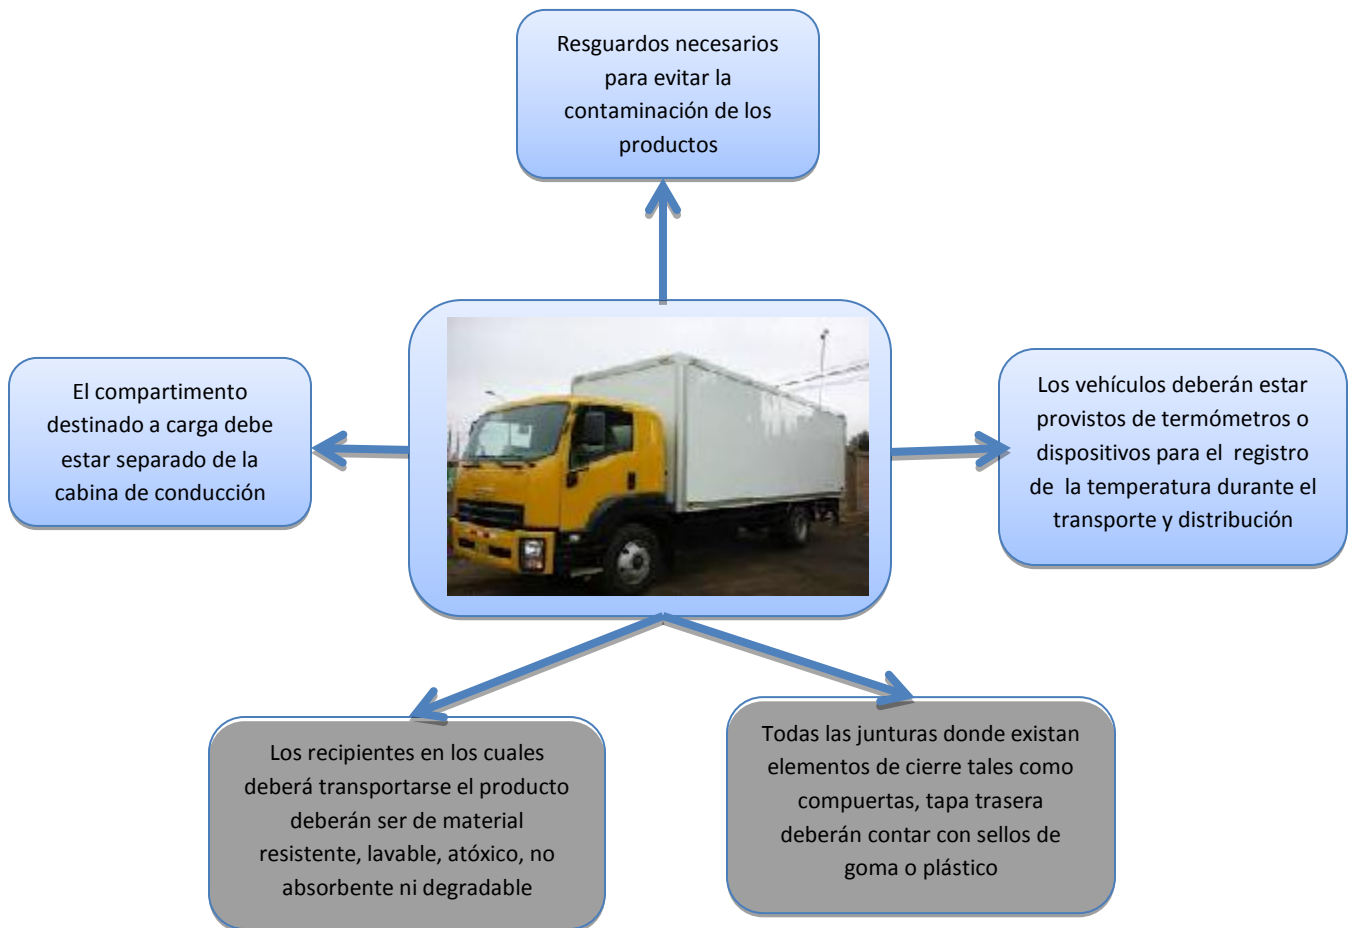 Resguardos necesarios
para evitar la
contaminación de los
productos
El compartimento
destinado a carga debe
estar separado de la
cabina de conducción
Los vehículos deberán estar
provistos de termómetros o
dispositivos para el registro
de la temperatura durante el
transporte y distribución
Los recipientes en los cuales
deberá transportarse el producto
deberán ser de material
resistente, lavable, atóxico, no
absorbente ni degradable
Todas las junturas donde existan
elementos de cierre tales como
compuertas, tapa trasera
deberán contar con sellos de
goma o plástico